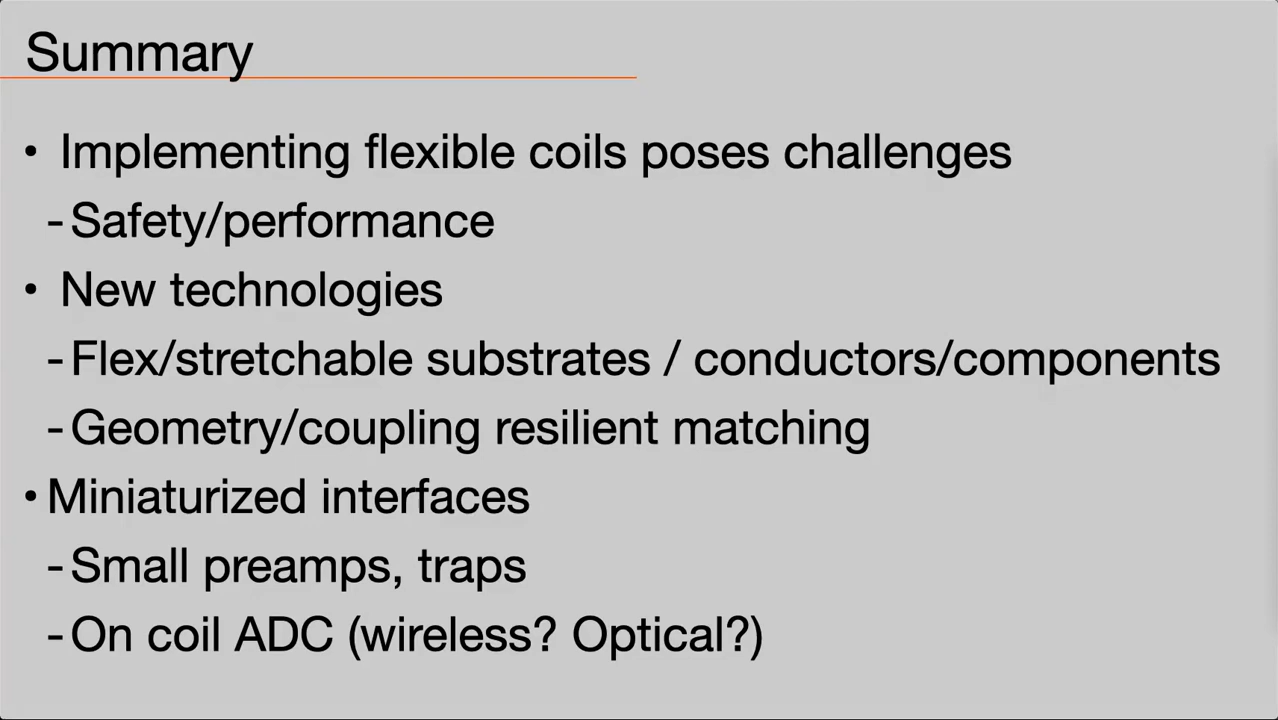 Summary
• Implementing flexible coils poses challenges
- Safety/performance
• New technologies
- Flex/stretchable substrates / conductors/components
- Geometry/coupling resilient matching
• Miniaturized interfaces
- Small preamps, traps
- On coil ADC (wireless? Optical?)